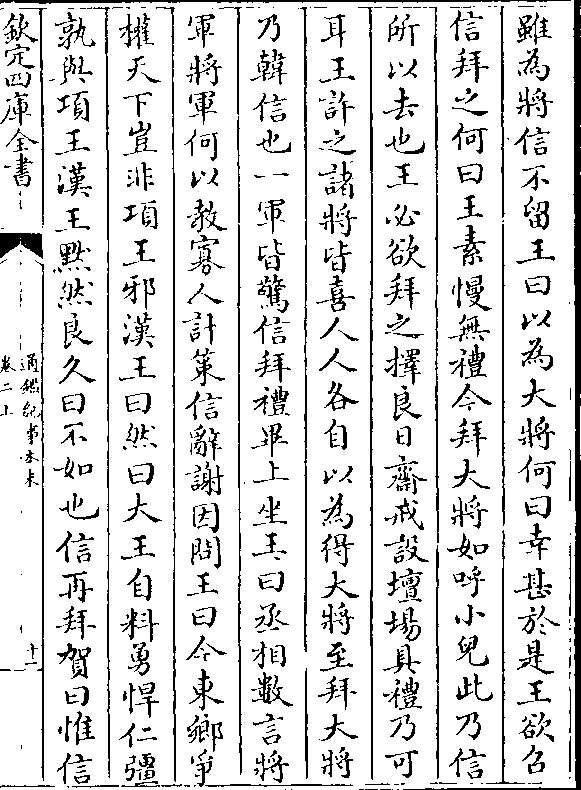 雖為將信不留王曰以為大將何曰幸甚於是王欲召
信拜之何曰王素慢無禮今拜大將如呼小兒此乃信
所以去也王必欲拜之擇良日齋戒設壇場具禮乃可
耳王許之諸將皆喜人人各自以為得大將至拜大將
乃韓信也一軍皆驚信拜禮畢上坐王曰丞相數言將
軍將軍何以教寡人計策信辭謝因問王曰今東鄉爭
權天下豈非項王邪漢王曰然曰大王自料勇悍仁彊
孰與項王漢王黙然良久曰不如也信再拜賀曰惟信
欽定四庫全書
通鑑紀事本末
卷二上
十二